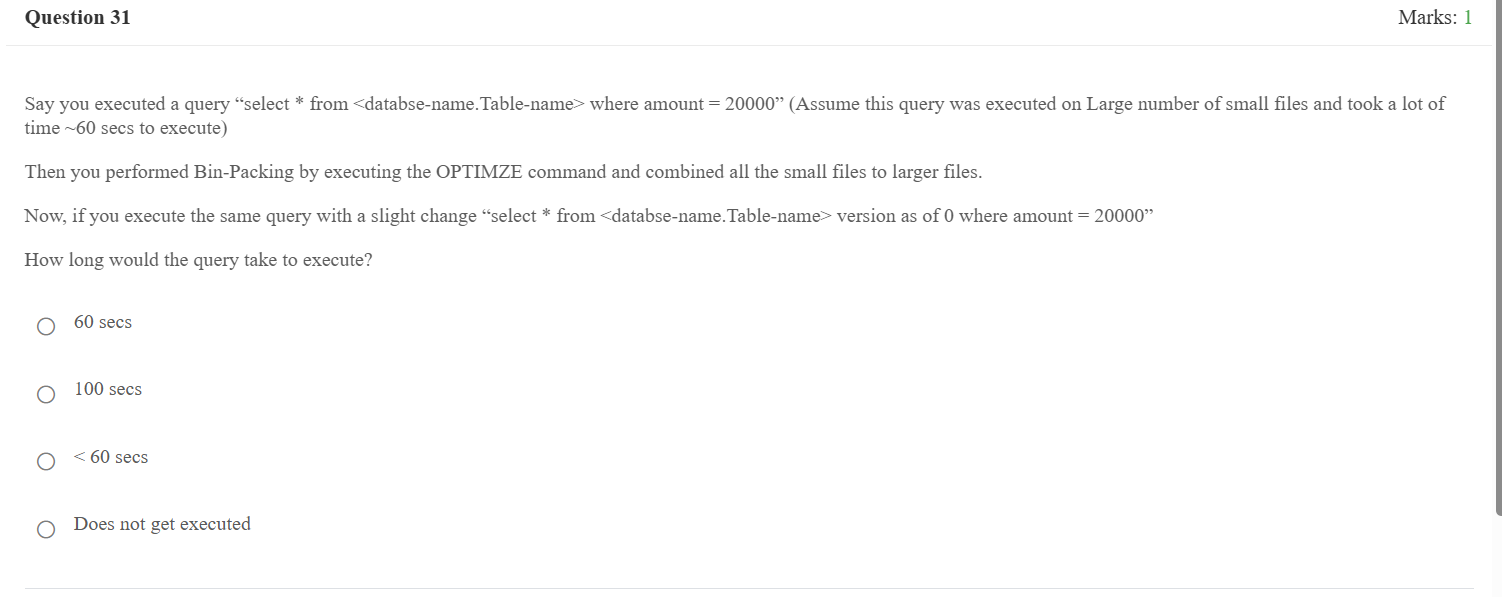 Question 31
Marks: 1
Say you executed a query “select * from <databse-name.Table-name> where amount = 20000” (Assume this query was executed on Large number of small files and took a lot of
time ~60 secs to execute)
Then you performed Bin-Packing by executing the OPTIMZE command and combined all the small files to larger files.
Now, if you execute the same query with a slight change “select * from <databse-name.Table-name> version as of 0 where amount = 20000”
How long would the query take to execute?
60 secs
100 secs
< 60 secs
Does not get executed